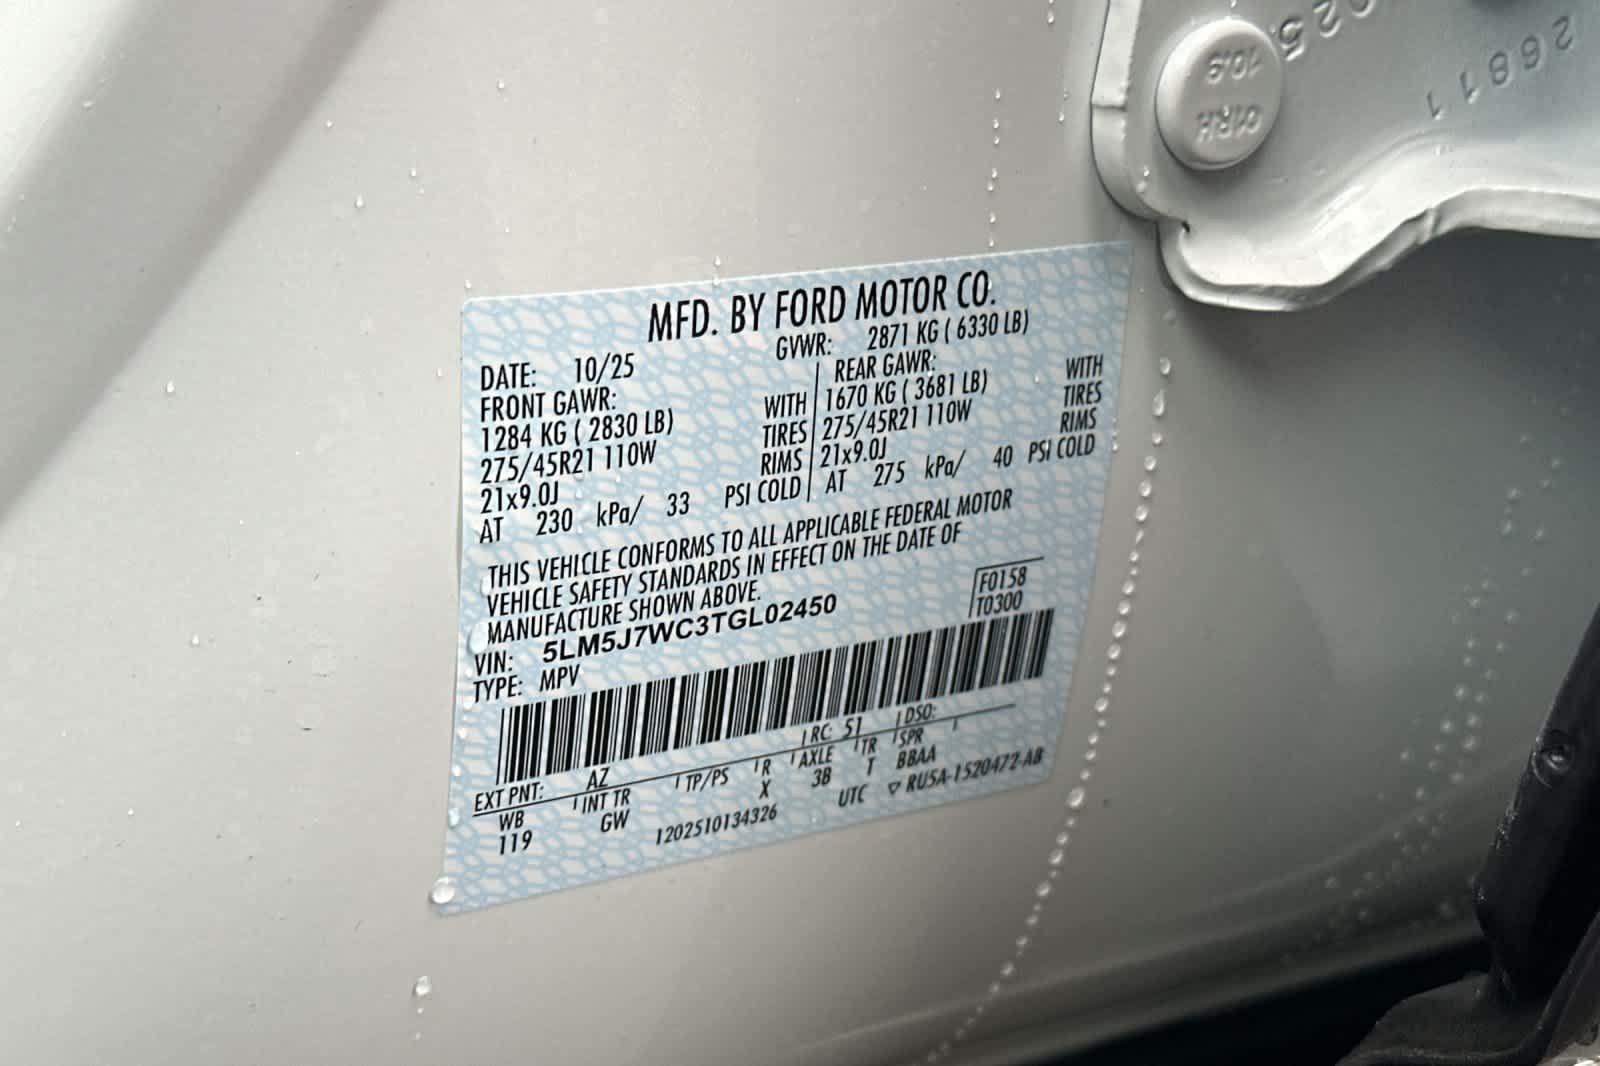 025
26811
10.9
01RH
MFD. BY FORD MOTOR CO.
DATE: 10/25 GVWR: 2871 KG ( 6330 LB)
FRONT GAWR: REAR GAWR:
1284 KG ( 2830 LB) WITH 1670 KG ( 3681 LB) WITH
275/45R21 110W TIRES 275/45R21 110W TIRES
21x9.0J RIMS 21x9.0J RIMS
AT 230 kPa/ 33 PSI COLD AT 275 kPa/ 40 PSI COLD
THIS VEHICLE CONFORMS TO ALL APPLICABLE FEDERAL MOTOR
VEHICLE SAFETY STANDARDS IN EFFECT ON THE DATE OF
MANUFACTURE SHOWN ABOVE.
F0158
T0300
VIN: 5LM5J7WC3TGL02450
TYPE: MPV
EXT PNT: AZ RC: 51 DSO:
WB INT TR TP/PS R AXLE TR SPR
119 GW X 3B T BBAA
1202510134326 UTC ▽ RU5A-1520472-AB